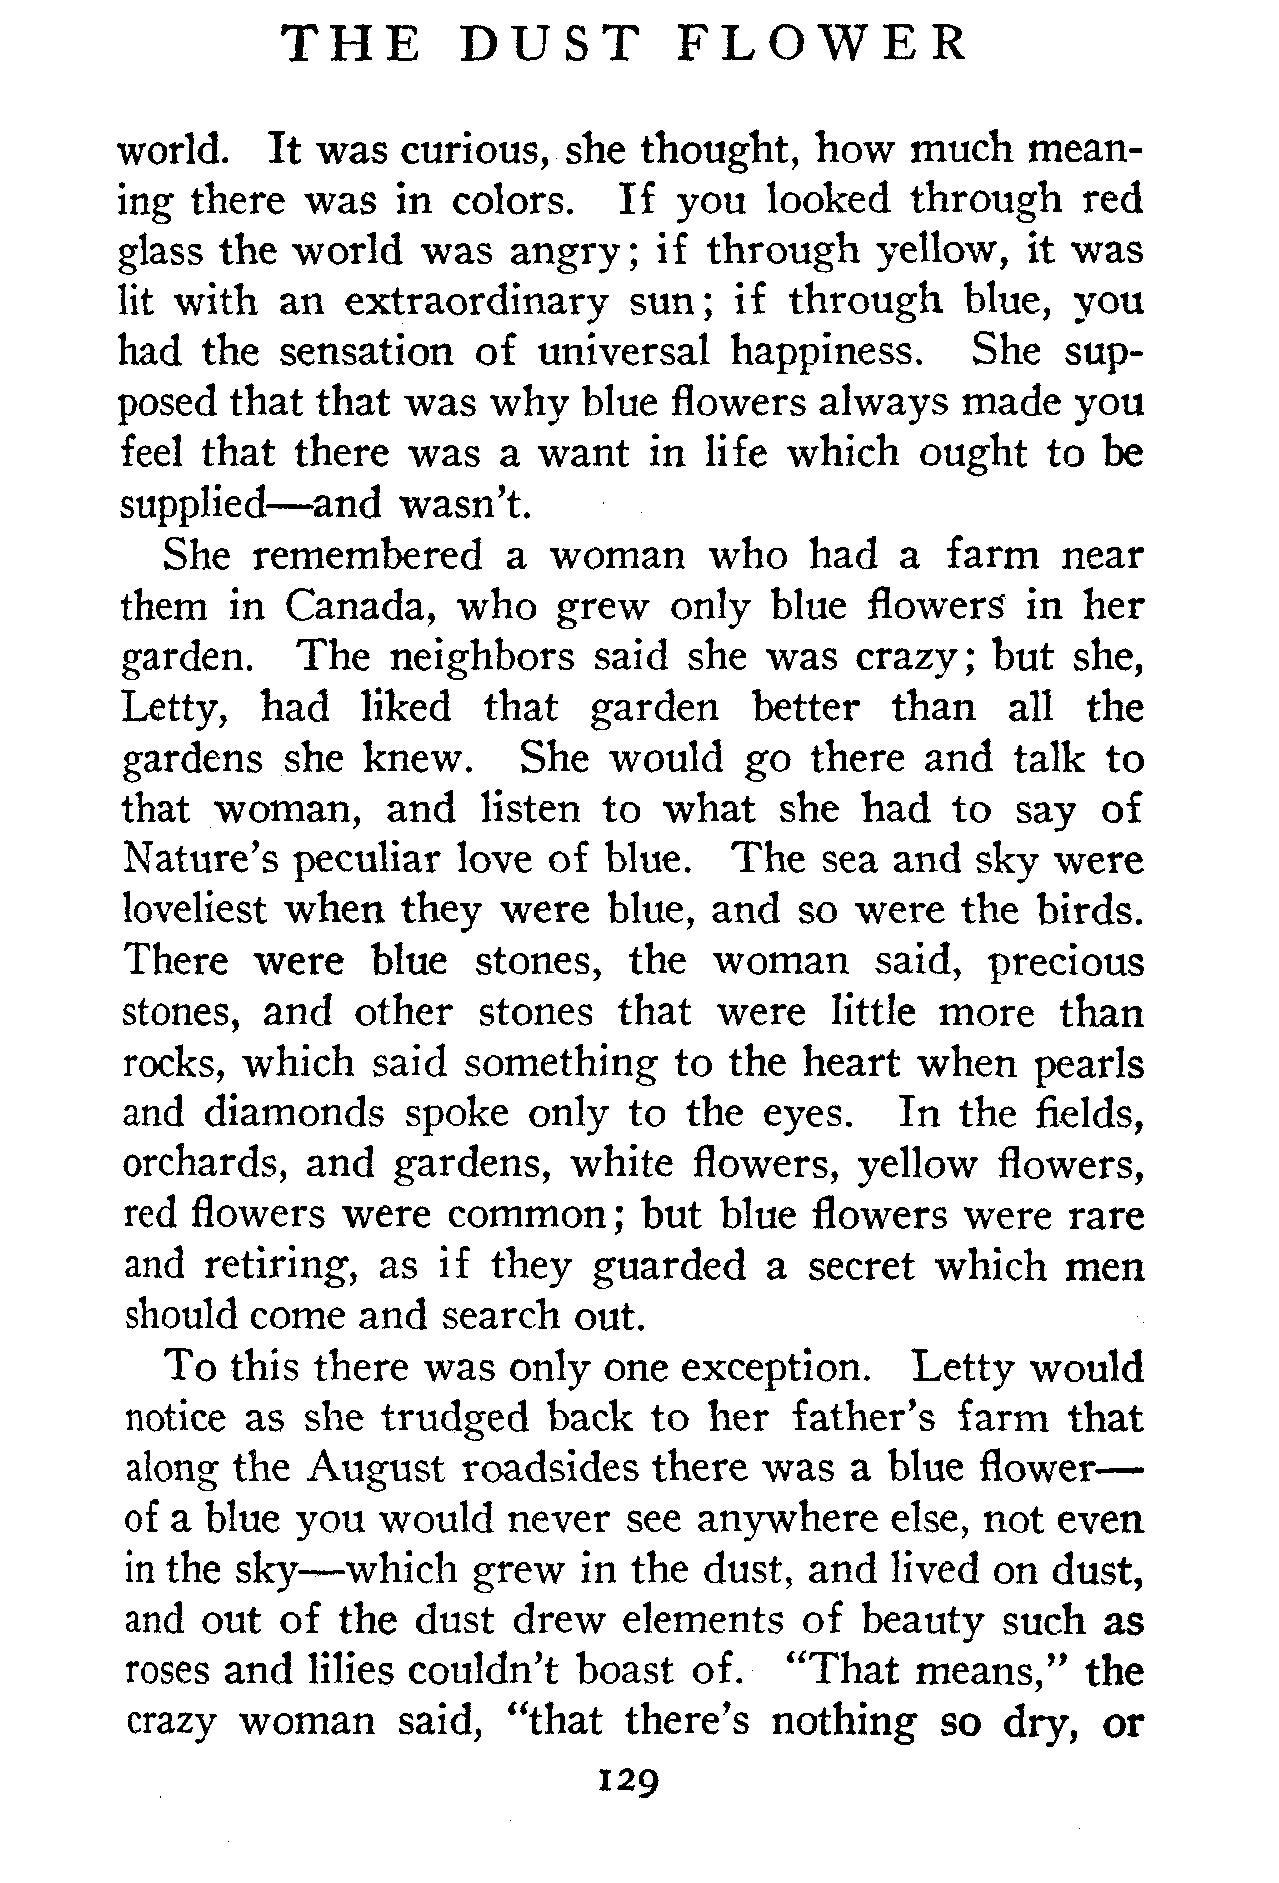 THE DUST FLOWER
world. It was curious, she thought, how much mean-
ing there was in colors. If you looked through red
glass the world was angry; if through yellow, it was
lit with an extraordinary sun; if through blue, you
had the sensation of universal happiness. She sup-
posed that that was why blue flowers always made you
feel that there was a want in life which ought to be
supplied—and wasn't.
She remembered a woman who had a farm near
them in Canada, who grew only blue flowers in her
garden. The neighbors said she was crazy; but she,
Letty, had liked that garden better than all the
gardens she knew. She would go there and talk to
that woman, and listen to what she had to say of
Nature's peculiar love of blue. The sea and sky were
loveliest when they were blue, and so were the birds.
There were blue stones, the woman said, precious
stones, and other stones that were little more than
rocks, which said something to the heart when pearls
and diamonds spoke only to the eyes. In the fields,
orchards, and gardens, white flowers, yellow flowers,
red flowers were common; but blue flowers were rare
and retiring, as if they guarded a secret which men
should come and search out.
To this there was only one exception. Letty would
notice as she trudged back to her father's farm that
along the August roadsides there was a blue flower—
of a blue you would never see anywhere else, not even
in the sky—which grew in the dust, and lived on dust,
and out of the dust drew elements of beauty such as
roses and lilies couldn't boast of. "That means," the
crazy woman said, "that there's nothing so dry, or
129